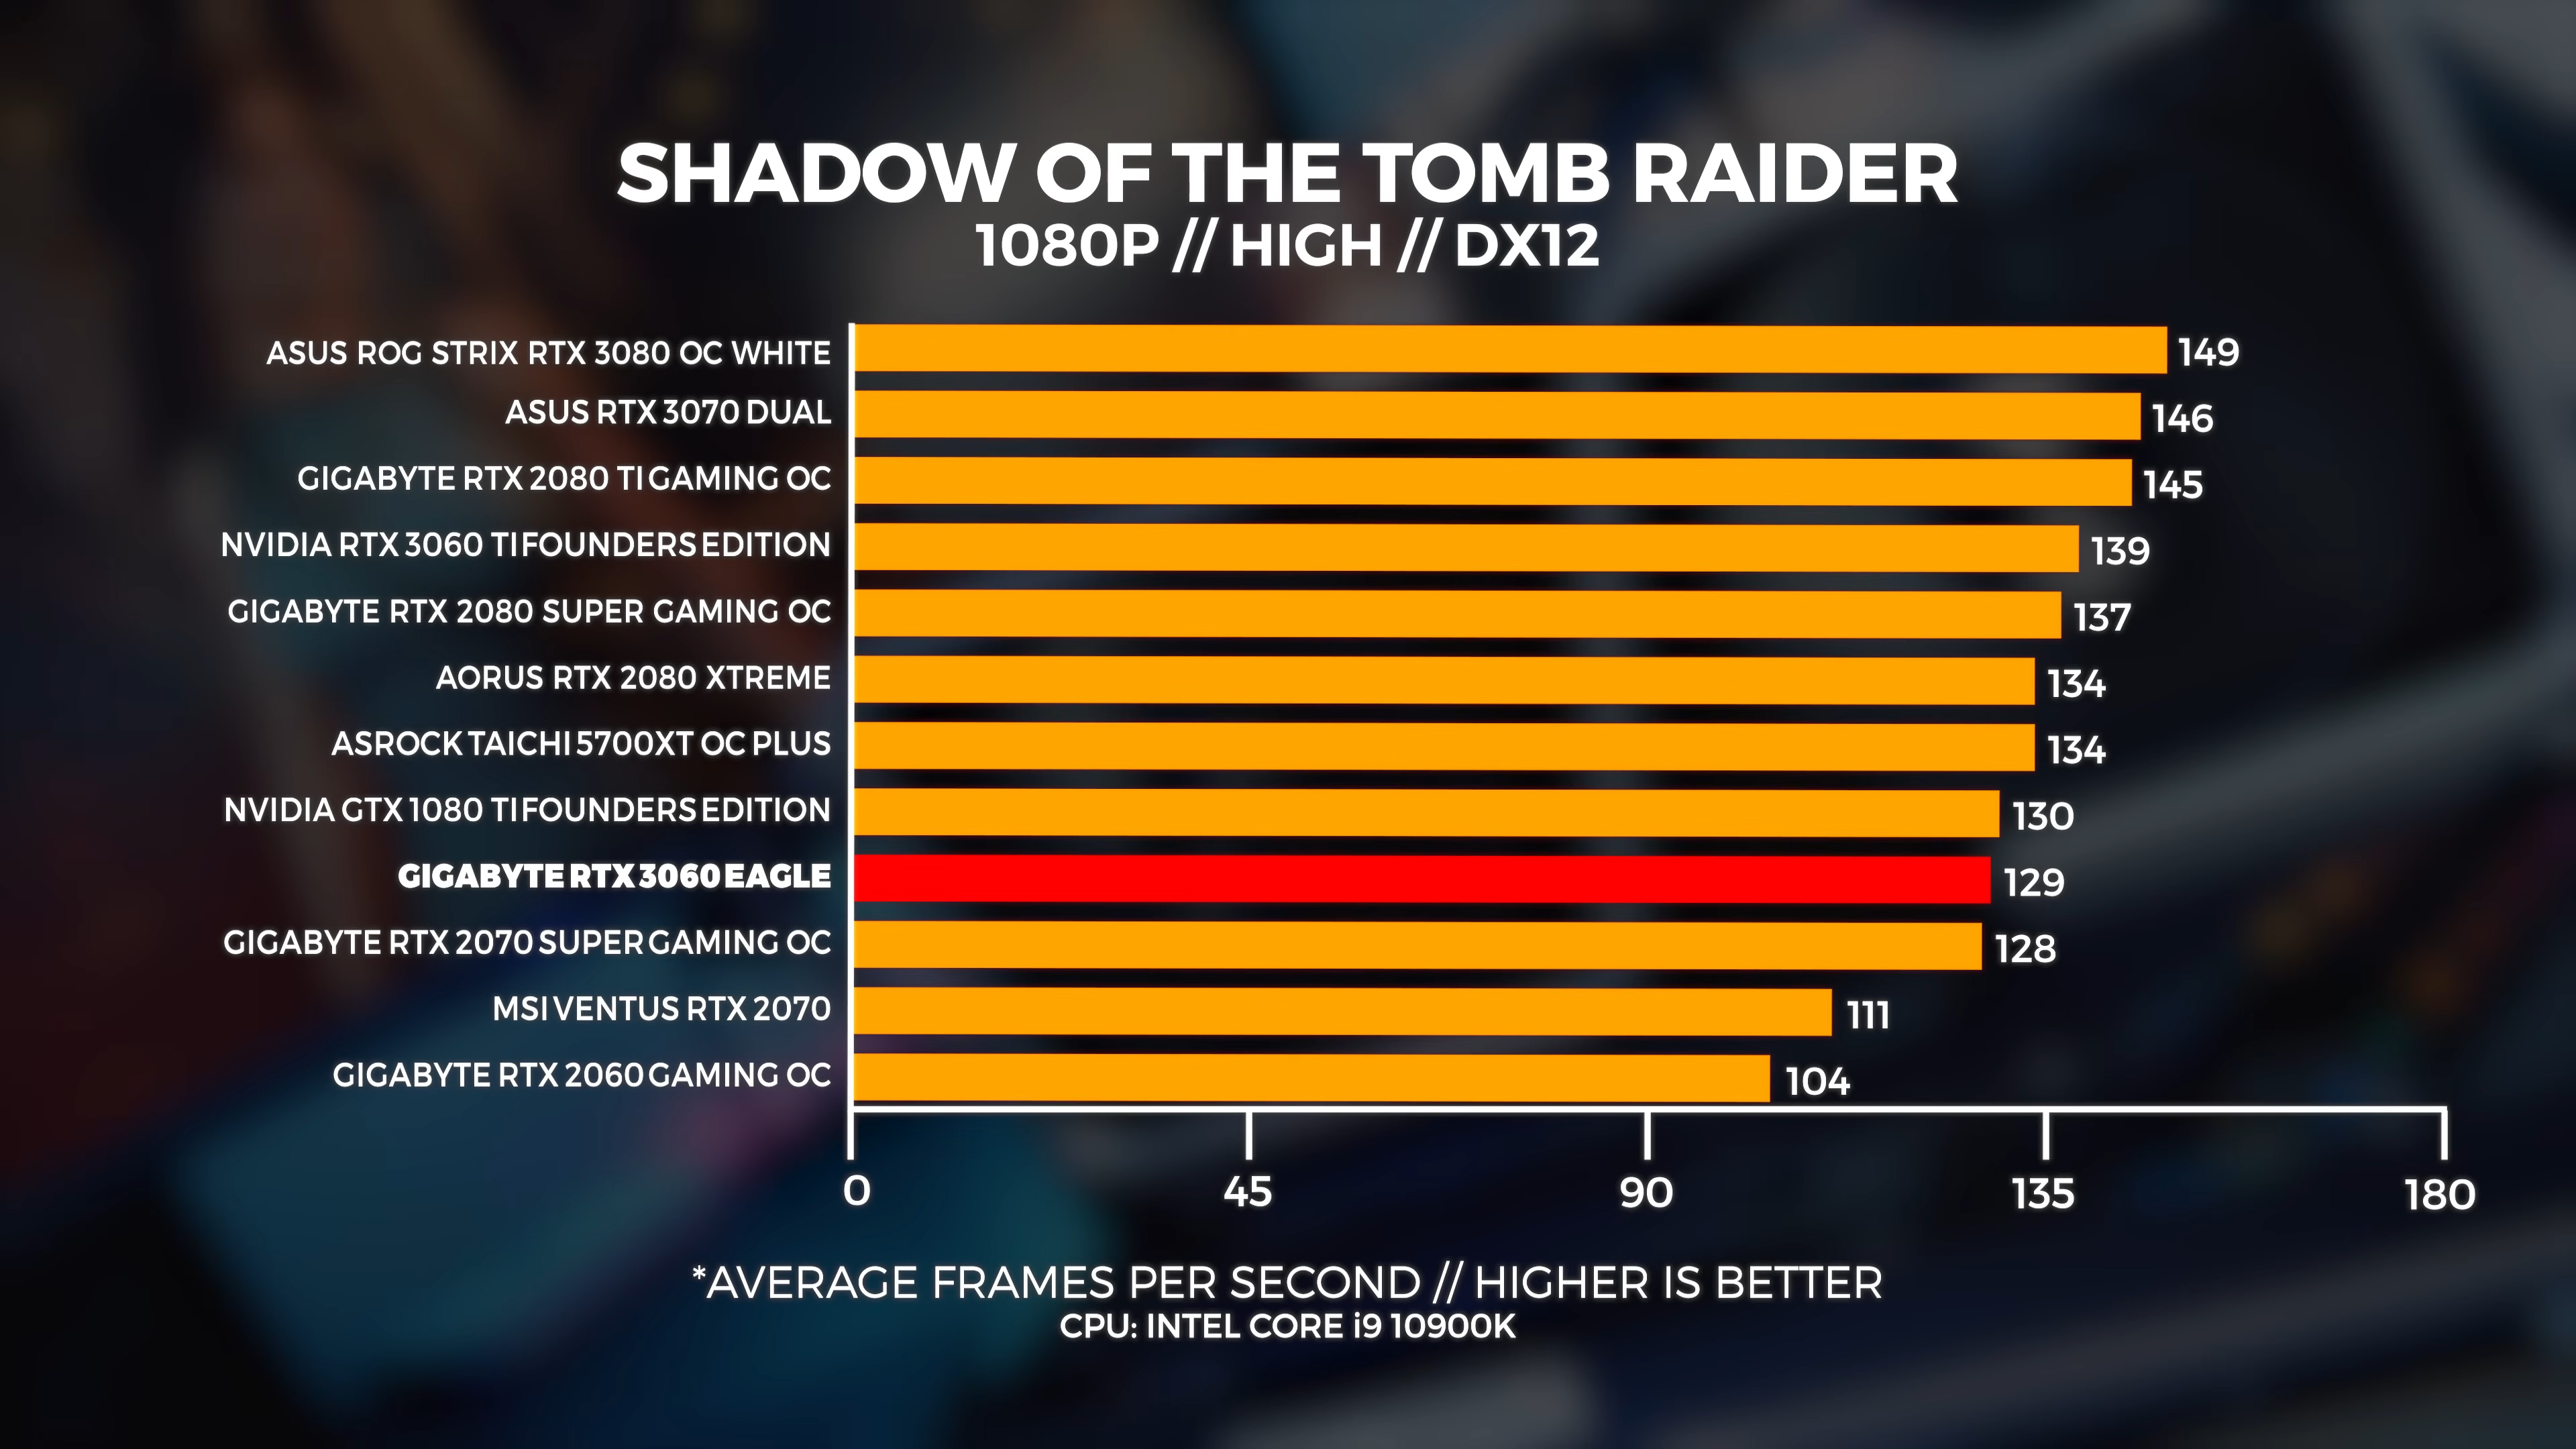 SHADOW OF THE TOMB RAIDER
1080P // HIGH // DX12
ASUS ROG STRIX RTX 3080 OC WHITE 149
ASUS RTX 3070 DUAL 146
GIGABYTE RTX 2080 TI GAMING OC 145
NVIDIA RTX 3060 TI FOUNDERS EDITION 139
GIGABYTE RTX 2080 SUPER GAMING OC 137
AORUS RTX 2080 XTREME 134
ASROCK TAICHI 5700XT OC PLUS 134
NVIDIA GTX 1080 TI FOUNDERS EDITION 130
GIGABYTE RTX 3060 EAGLE 129
GIGABYTE RTX 2070 SUPER GAMING OC 128
MSI VENTUS RTX 2070 111
GIGABYTE RTX 2060 GAMING OC 104
0 45 90 135 180
*AVERAGE FRAMES PER SECOND // HIGHER IS BETTER
CPU: INTEL CORE i9 10900K